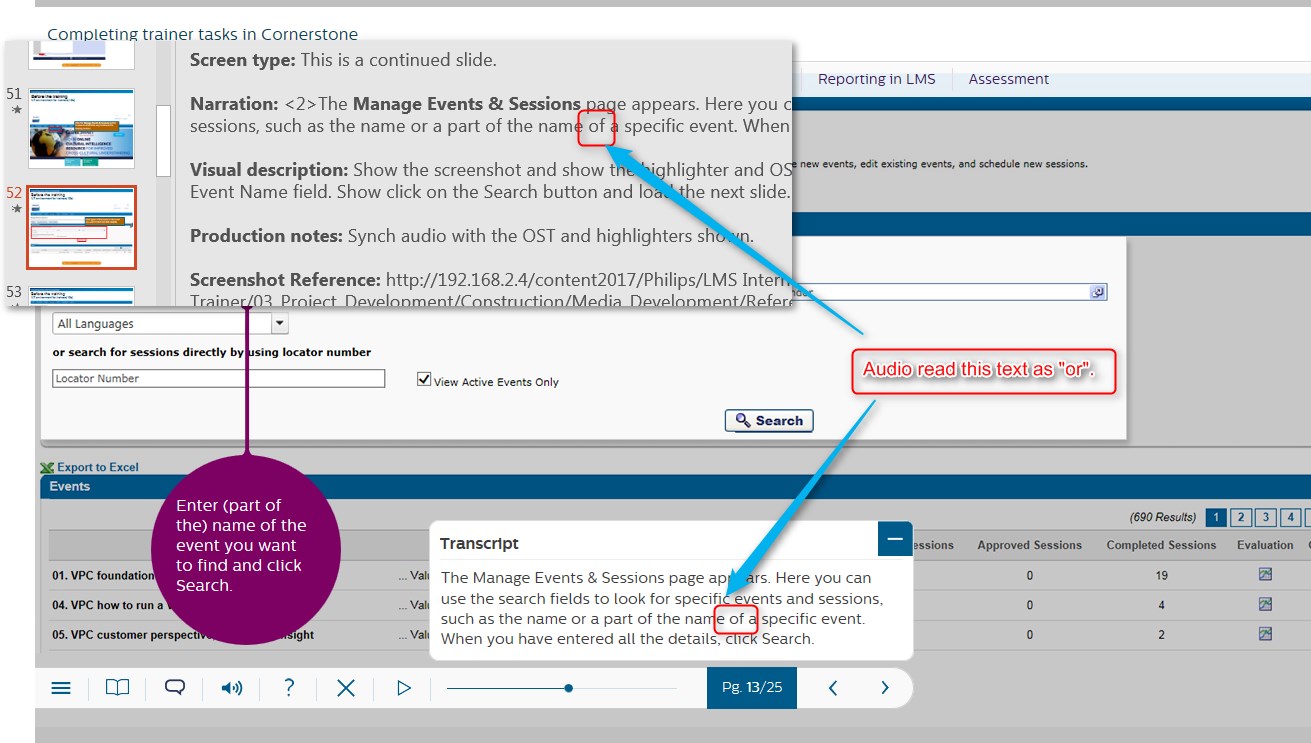 Completing trainer tasks in Cornerstone
51
52
53
Screen type: This is a continued slide.
Narration: <2>The Manage Events & Sessions page appears. Here you c
sessions, such as the name or a part of the name of a specific event. When
Visual description: Show the screenshot and show the highlighter and OS
Event Name field. Show click on the Search button and load the next slide.
Production notes: Synch audio with the OST and highlighters shown.
Screenshot Reference: http://192.168.2.4/content2017/Philips/LMS Intern
Trainer/03_Project_Development/Construction/Media_Development/Refere
Reporting in LMS
Assessment
new events, edit existing events, and schedule new sessions.
All Languages
or search for sessions directly by using locator number
Locator Number
View Active Events Only
Search
Audio read this text as "or".
Export to Excel
Events
(690 Results) 1 2 3 4
essions Approved Sessions Completed Sessions Evaluation
01. VPC foundation ... Valu 0 19
04. VPC how to run a ... Valu 0 4
05. VPC customer perspectiv sight ... Valu 0 2
Enter (part of
the) name of the
event you want
to find and click
Search.
Transcript
The Manage Events & Sessions page appears. Here you can
use the search fields to look for specific events and sessions,
such as the name or a part of the name of a specific event.
When you have entered all the details, click Search.
Pg. 13/25